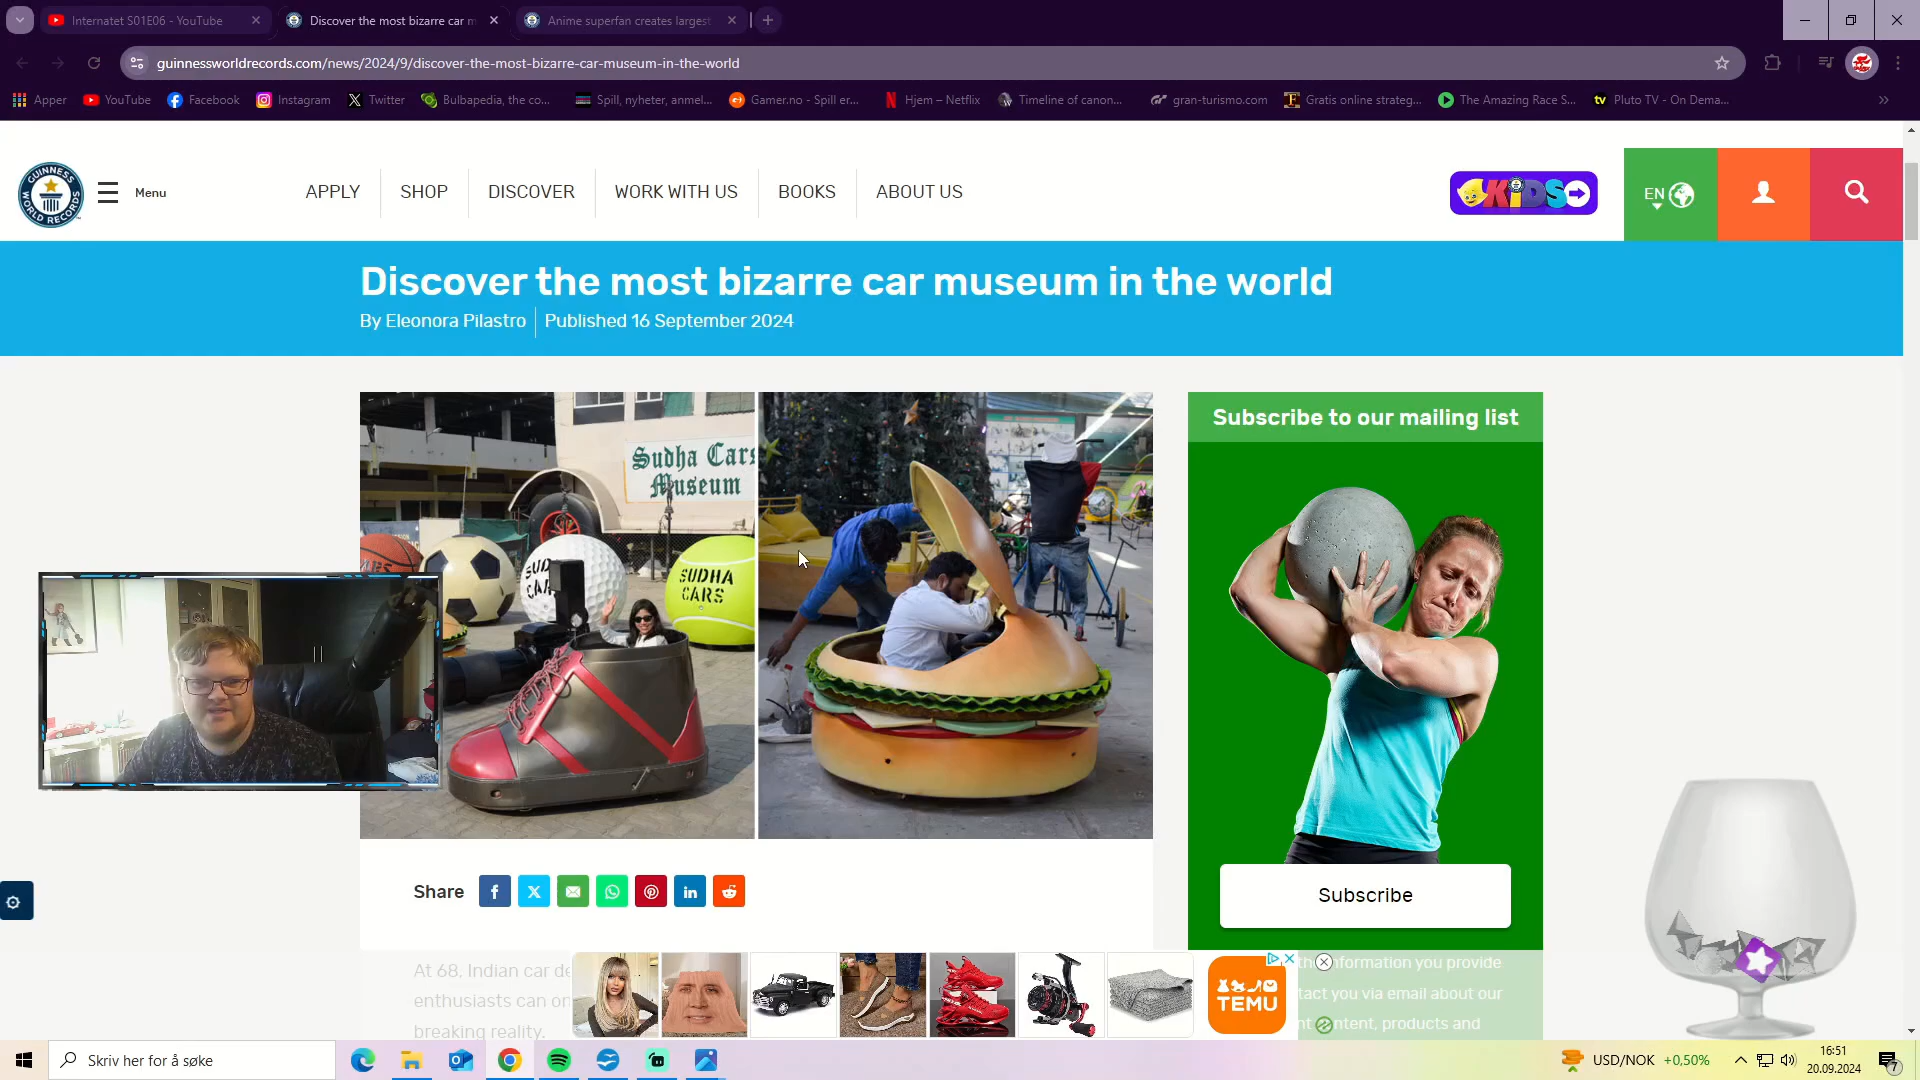 Internatet S01E06 - YouTube
Discover the most bizarre car m
Anime superfan creates largest
guinnessworldrecords.com/news/2024/9/discover-the-most-bizarre-car-museum-in-the-world
Apper
YouTube
Facebook
Instagram
Twitter
Bulbapedia, the co...
Spill, nyheter, anmel...
Gamer.no - Spill er...
Hjem – Netflix
Timeline of canon...
gran-turismo.com
Gratis online strateg...
The Amazing Race S...
tv
Pluto TV - On Dema...
GUINNESS WORLD RECORDS
Menu
APPLY
SHOP
DISCOVER
WORK WITH US
BOOKS
ABOUT US
KiDS
EN
Discover the most bizarre car museum in the world
By Eleonora Pilastro
Published 16 September 2024
Sudha Cars
Museum
SUDHA
CARS
Subscribe to our mailing list
Subscribe
Share
At 68, Indian car de
enthusiasts can on
breaking reality.
information you provide
tact you via email about our
ntent, products and
TEMU
Skriv her for å søke
USD/NOK +0,50%
16:51
20.09.2024
7